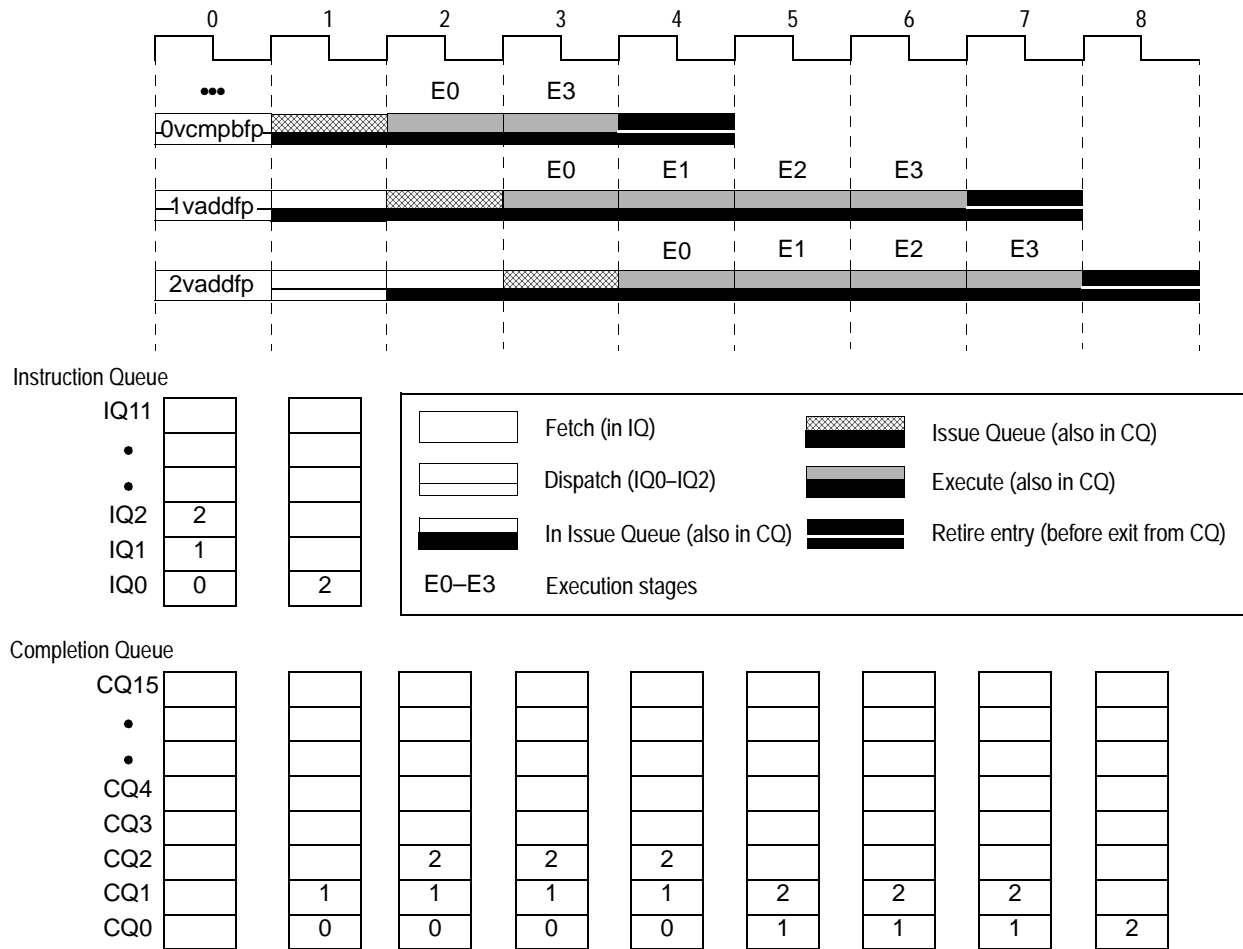 0 1 2 3 4 5 6 7 8
••• E0 E3
0vcmpbfp
E0 E1 E2 E3
1vaddfp
E0 E1 E2 E3
2vaddfp
Instruction Queue
IQ11
•
•
IQ2 2
IQ1 1
IQ0 0 2
Fetch (in IQ)
Issue Queue (also in CQ)
Dispatch (IQ0–IQ2)
Execute (also in CQ)
In Issue Queue (also in CQ)
Retire entry (before exit from CQ)
E0–E3 Execution stages
Completion Queue
CQ15
•
•
CQ4
CQ3
CQ2 2 2 2
CQ1 1 1 1 1 2 2 2
CQ0 0 0 0 0 1 1 1 2